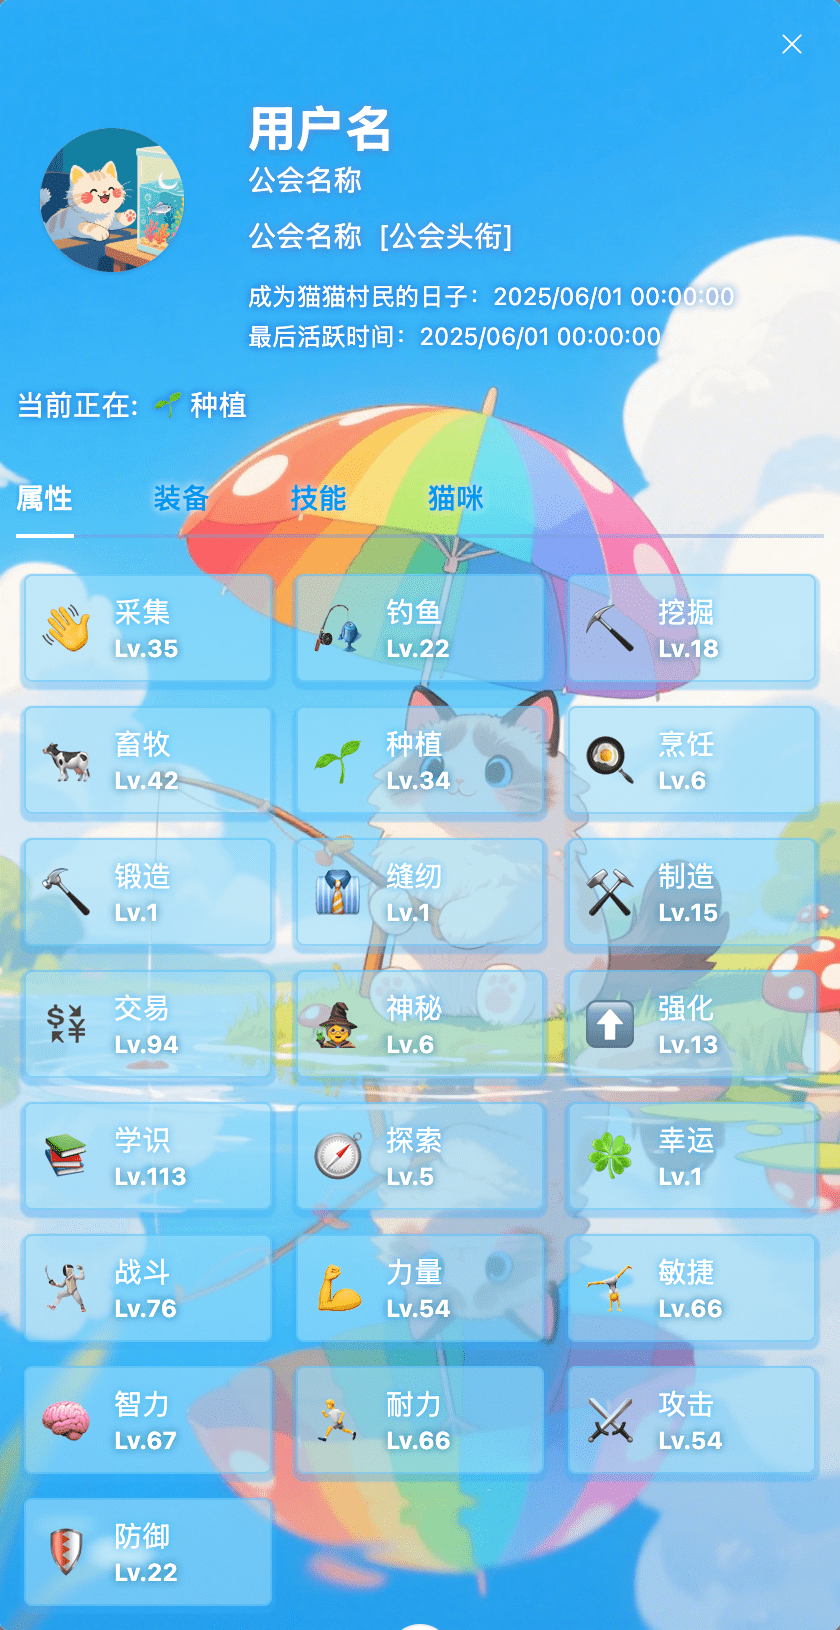 用户名
公会名称
公会名称 [公会头衔]
成为猫猫村民的日子：2025/06/01 00:00:00
最后活跃时间：2025/06/01 00:00:00
当前正在: 种植
属性 装备 技能 猫咪
采集 钓鱼 挖掘
Lv.35 Lv.22 Lv.18
畜牧 种植 烹饪
Lv.42 Lv.34 Lv.6
锻造 缝纫 制造
Lv.1 Lv.1 Lv.15
交易 神秘 强化
Lv.94 Lv.6 Lv.13
学识 探索 幸运
Lv.113 Lv.5 Lv.1
战斗 力量 敏捷
Lv.76 Lv.54 Lv.66
智力 耐力 攻击
Lv.67 Lv.66 Lv.54
防御
Lv.22